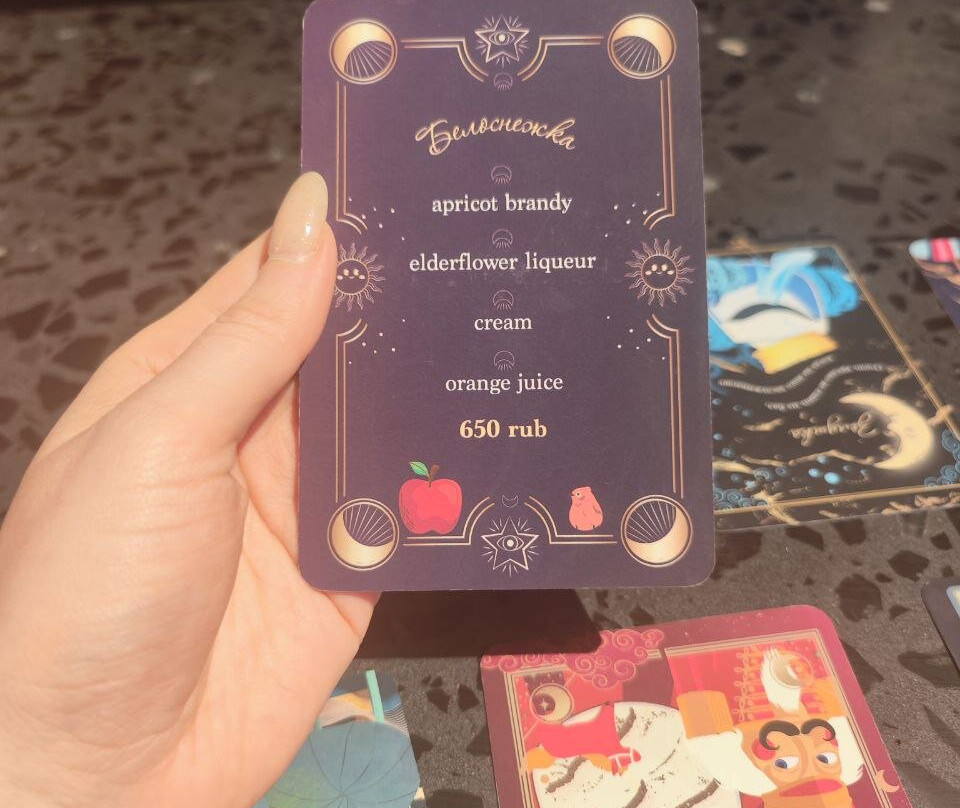 Белоснежка
apricot brandy
elderflower liqueur
cream
orange juice
650 rub